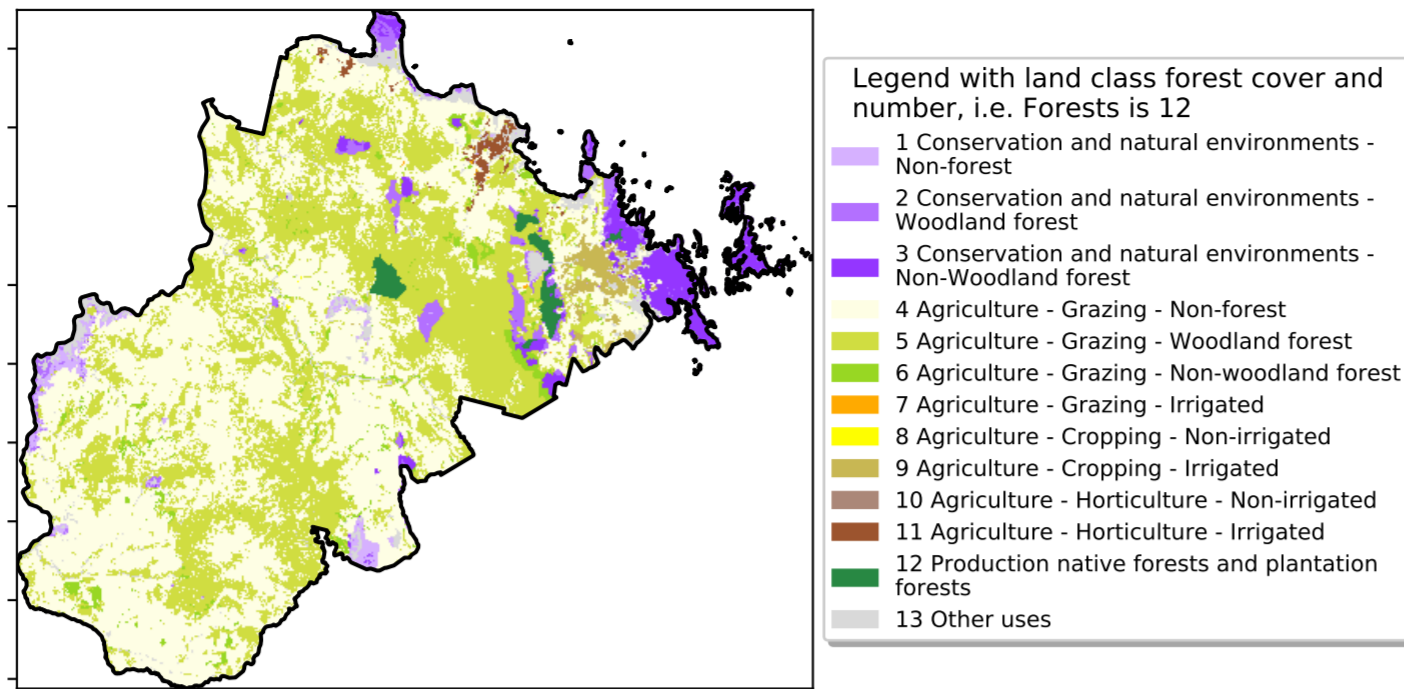 Legend with land class forest cover and
number, i.e. Forests is 12
1 Conservation and natural environments -
Non-forest
2 Conservation and natural environments -
Woodland forest
3 Conservation and natural environments -
Non-Woodland forest
4 Agriculture - Grazing - Non-forest
5 Agriculture - Grazing - Woodland forest
6 Agriculture - Grazing - Non-woodland forest
7 Agriculture - Grazing - Irrigated
8 Agriculture - Cropping - Non-irrigated
9 Agriculture - Cropping - Irrigated
10 Agriculture - Horticulture - Non-irrigated
11 Agriculture - Horticulture - Irrigated
12 Production native forests and plantation
forests
13 Other uses